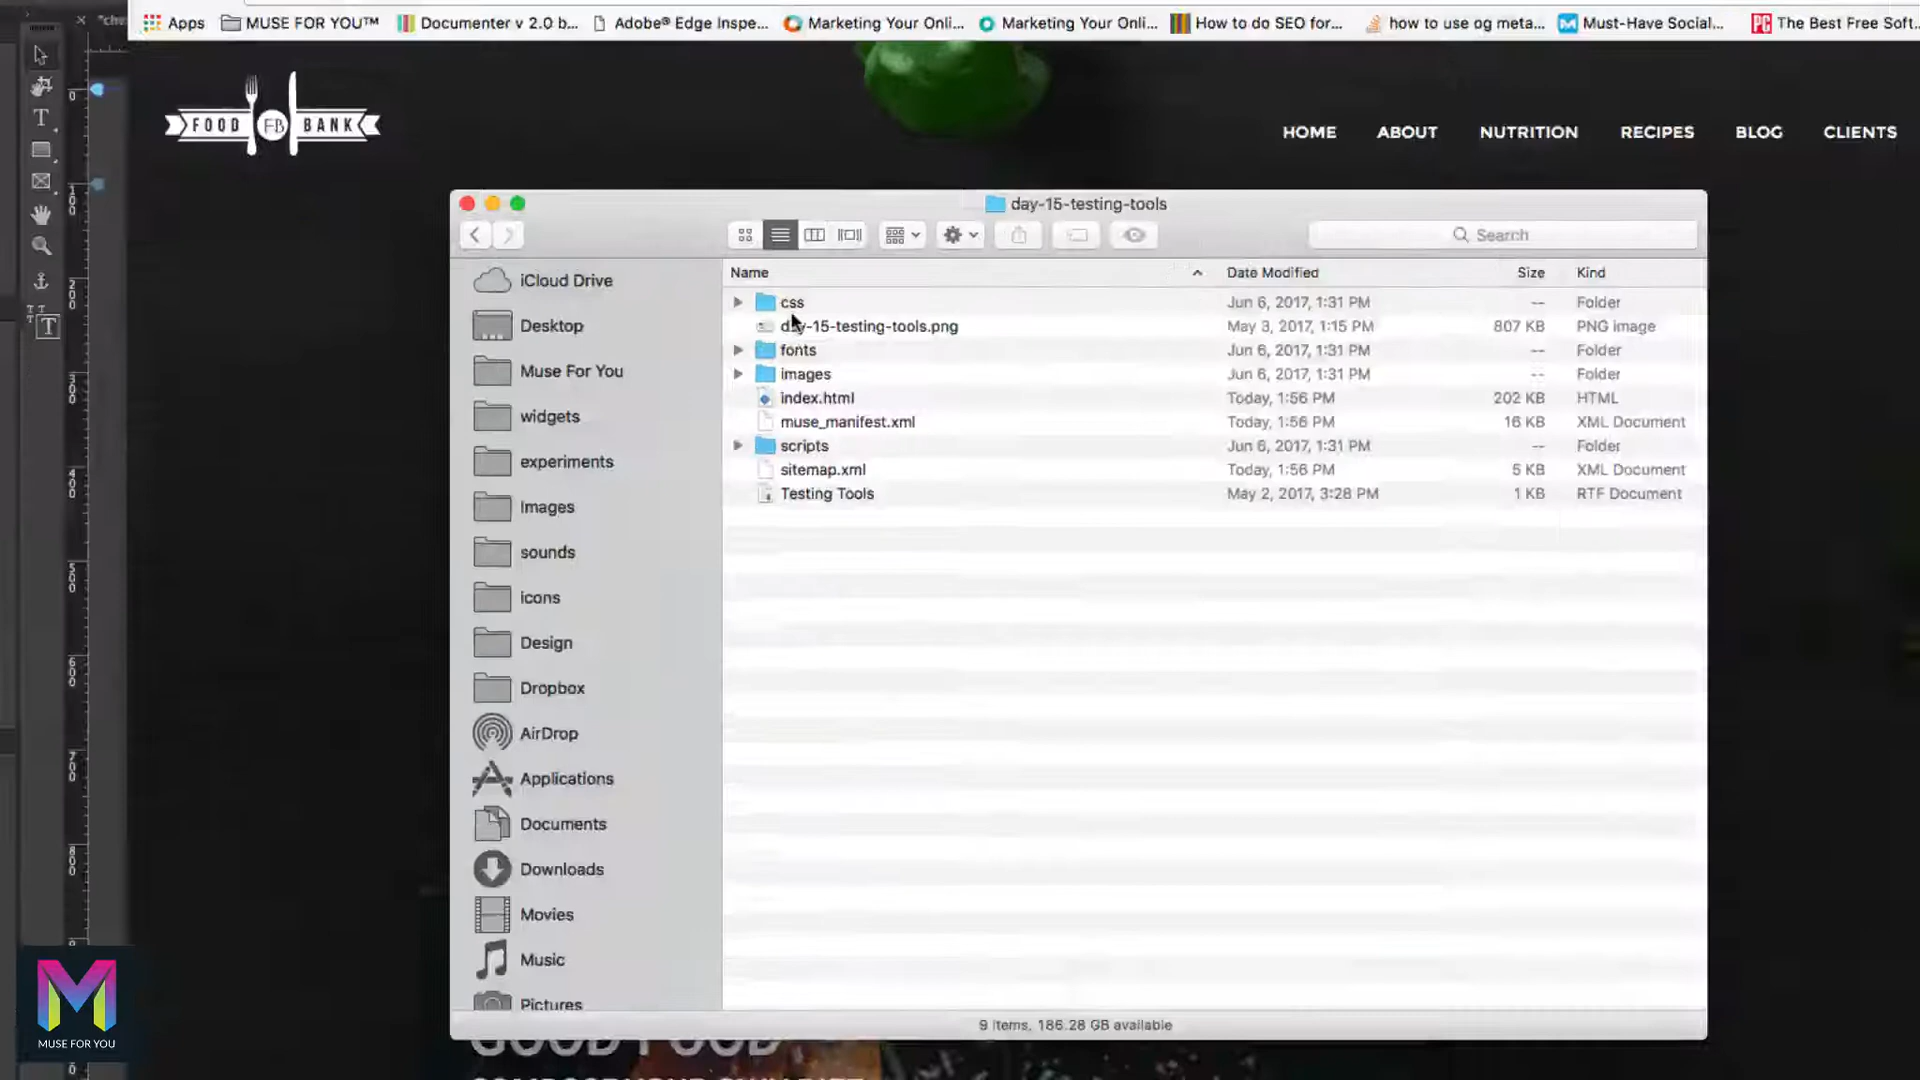 Apps MUSE FOR YOU™ Documenter v 2.0 b... Adobe® Edge Inspe... Marketing Your Onli... Marketing Your Onli... How to do SEO for... how to use og meta... Must-Have Social... The Best Free Soft...
FOOD FB BANK
HOME ABOUT NUTRITION RECIPES BLOG CLIENTS
day-15-testing-tools
Search
Name Date Modified Size Kind
iCloud Drive
Desktop
Muse For You
widgets
experiments
Images
sounds
icons
Design
Dropbox
AirDrop
Applications
Documents
Downloads
Movies
Music
Pictures
css Jun 6, 2017, 1:31 PM -- Folder
day-15-testing-tools.png May 3, 2017, 1:15 PM 807 KB PNG image
fonts Jun 6, 2017, 1:31 PM -- Folder
images Jun 6, 2017, 1:31 PM -- Folder
index.html Today, 1:56 PM 202 KB HTML
muse_manifest.xml Today, 1:56 PM 16 KB XML Document
scripts Jun 6, 2017, 1:31 PM -- Folder
sitemap.xml Today, 1:56 PM 5 KB XML Document
Testing Tools May 2, 2017, 3:28 PM 1 KB RTF Document
9 items, 186.28 GB available
GOOD FOOD
MUSE FOR YOU